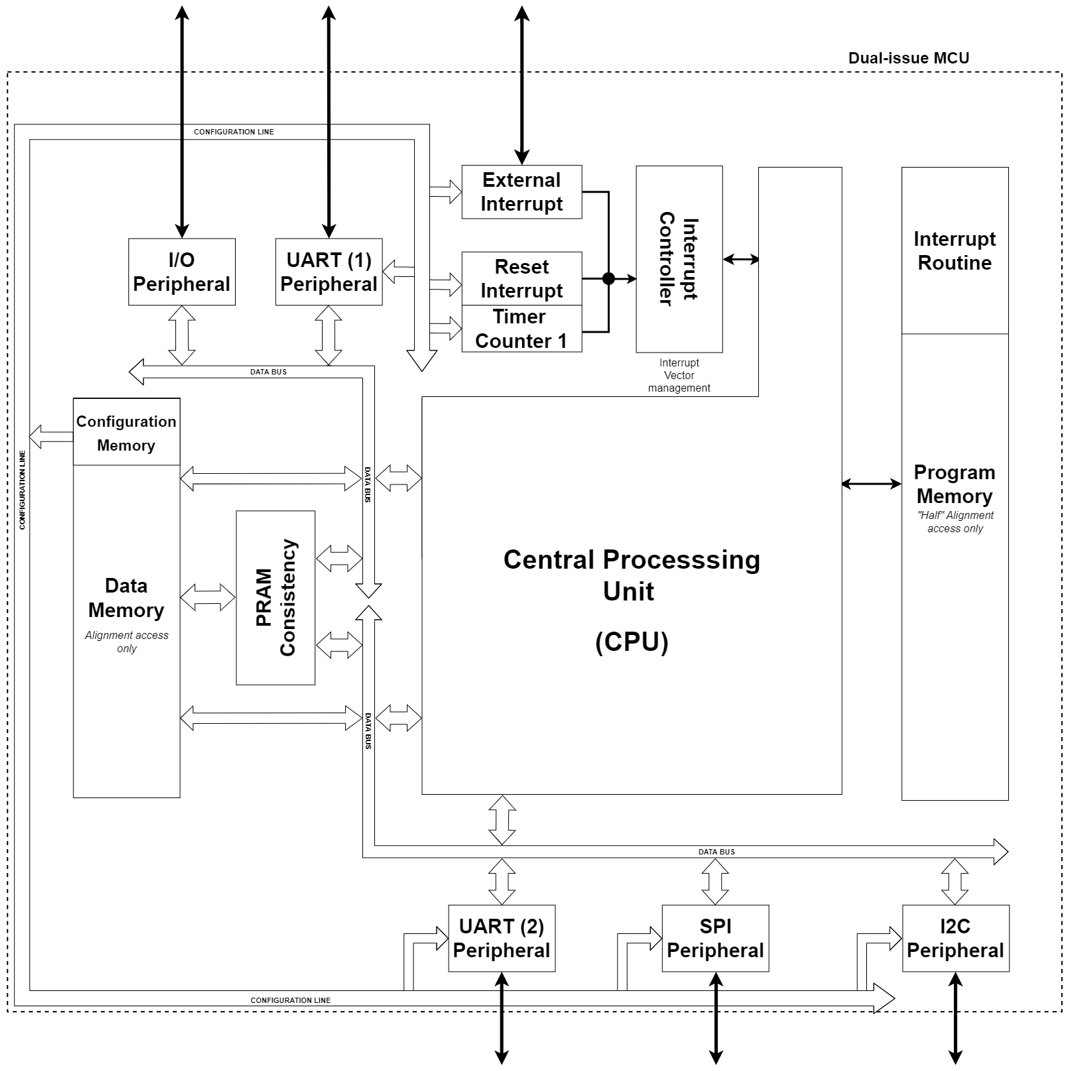 Dual-issue MCU
CONFIGURATION LINE
External
Interrupt
Reset
Interrupt
Timer
Counter 1
Interrupt
Controller
Interrupt
Vector
management
Interrupt
Routine
I/O
Peripheral
UART (1)
Peripheral
DATA BUS
Configuration
Memory
CONFIGURATION LINE
DATA BUS
Program
Memory
"Half" Alignment
access only
PRAM
Consistency
Data
Memory
Alignment access
only
Central Processsing
Unit
(CPU)
DATA BUS
DATA BUS
UART (2)
Peripheral
SPI
Peripheral
I2C
Peripheral
CONFIGURATION LINE